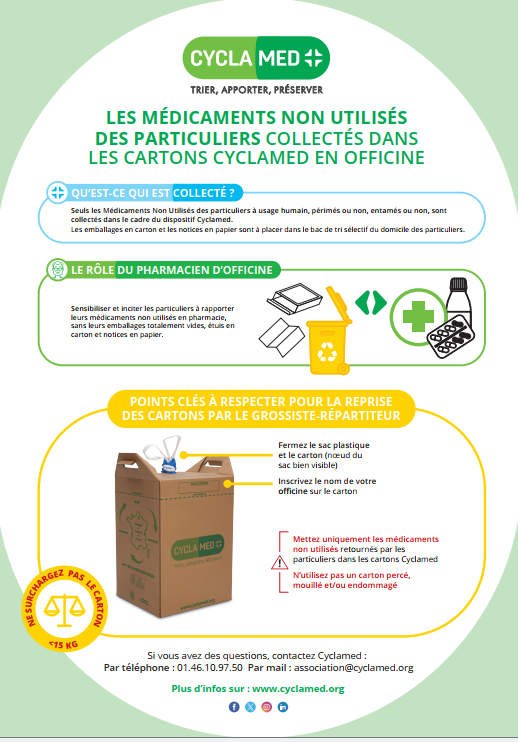 CYCLAMED
TRIER, APPORTER, PRÉSERVER
LES MÉDICAMENTS NON UTILISÉS
DES PARTICULIERS COLLECTÉS DANS
LES CARTONS CYCLAMED EN OFFICINE
QU'EST-CE QUI EST COLLECTÉ ?
Seuls les Médicaments Non Utilisés des particuliers à usage humain, périmés ou non, entamés ou non, sont
collectés dans le cadre du dispositif Cyclamed.
Les emballages en carton et les notices en papier sont à placer dans le bac de tri sélectif du domicile des particuliers.
LE RÔLE DU PHARMACIEN D'OFFICINE
Sensibiliser et inciter les particuliers à rapporter
leurs médicaments non utilisés en pharmacie,
sans leurs emballages totalement vides, étuis en
carton et notices en papier.
POINTS CLÉS À RESPECTER POUR LA REPRISE
DES CARTONS PAR LE GROSSISTE-RÉPARTITEUR
Fermez le sac plastique
et le carton (nœud du
sac bien visible)
Inscrivez le nom de votre
officine sur le carton
CYCLAMED
www.cyclamed.org
Mettez uniquement les médicaments
non utilisés retournés par les
particuliers dans les cartons Cyclamed
N'utilisez pas un carton percé,
mouillé et/ou endommagé
NE SURCHARGEZ PAS LE CARTON
<15 KG
Si vous avez des questions, contactez Cyclamed :
Par téléphone : 01.46.10.97.50 Par mail : association@cyclamed.org
Plus d'infos sur : www.cyclamed.org